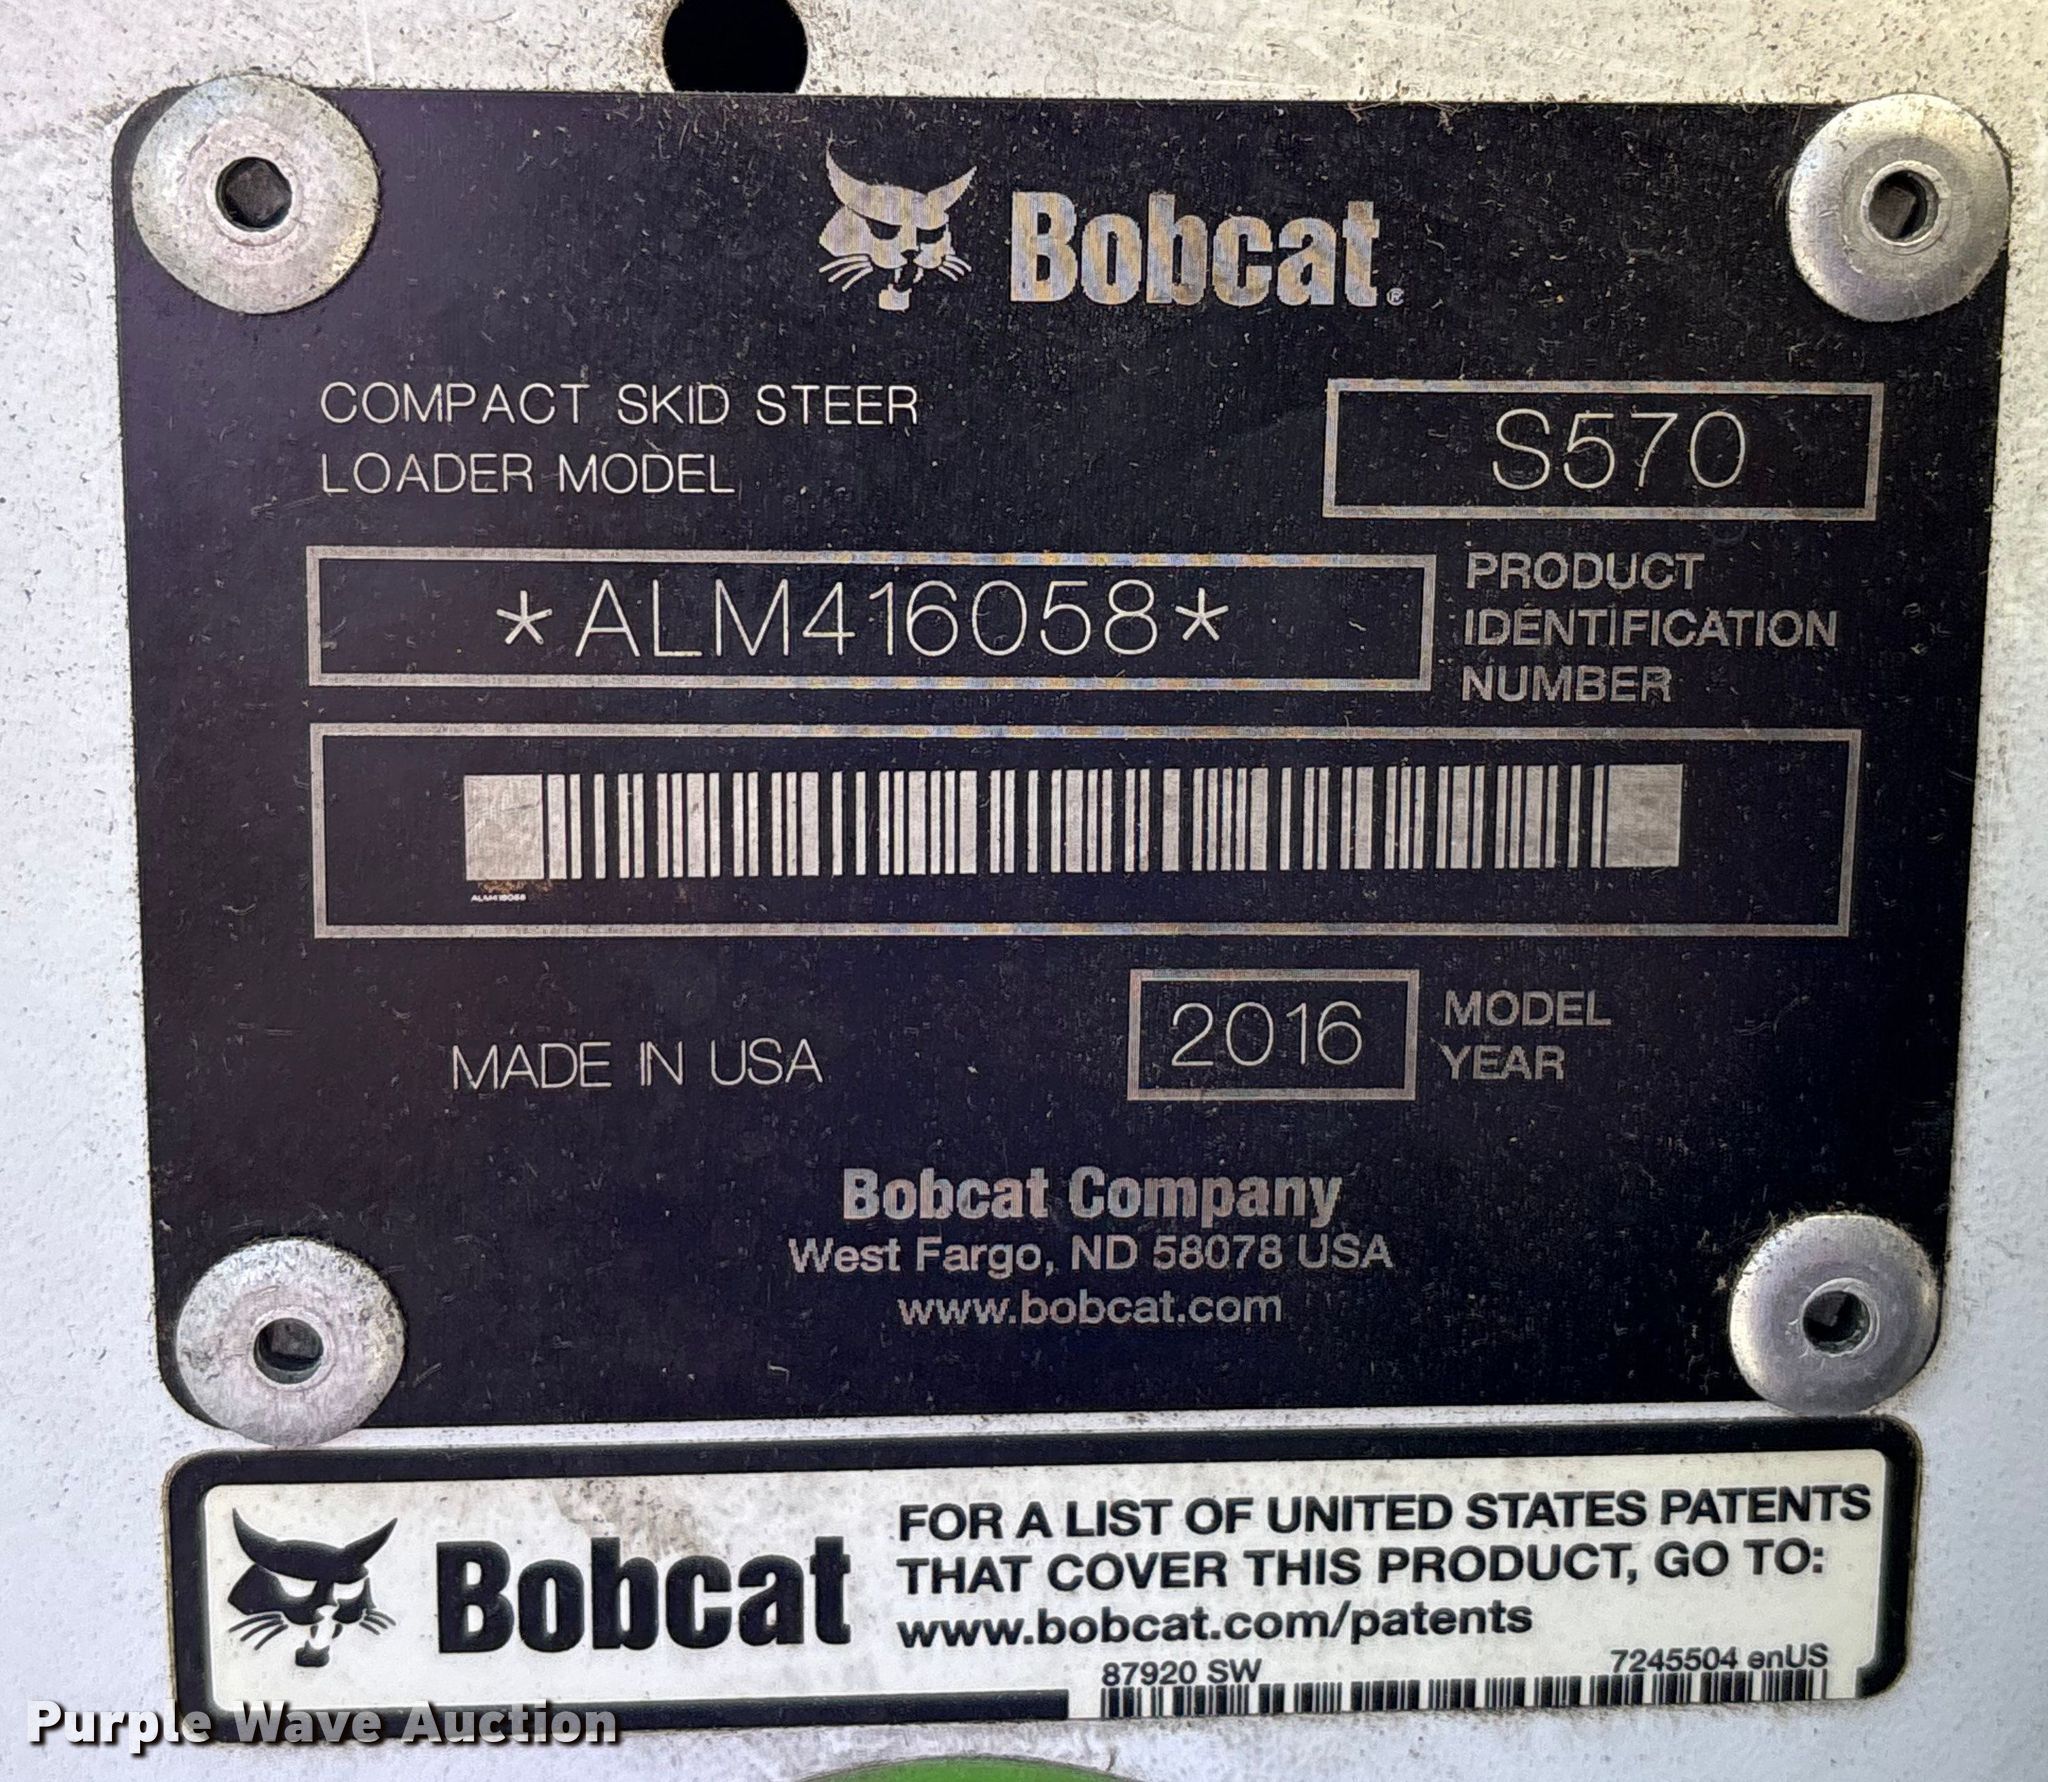 Bobcat®
COMPACT SKID STEER
LOADER MODEL
S570
*ALM416058*
PRODUCT
IDENTIFICATION
NUMBER
ALM416058
MADE IN USA
2016
MODEL
YEAR
Bobcat Company
West Fargo, ND 58078 USA
www.bobcat.com
Bobcat
FOR A LIST OF UNITED STATES PATENTS
THAT COVER THIS PRODUCT, GO TO:
www.bobcat.com/patents
87920 SW
7245504 enUS
Purple Wave Auction